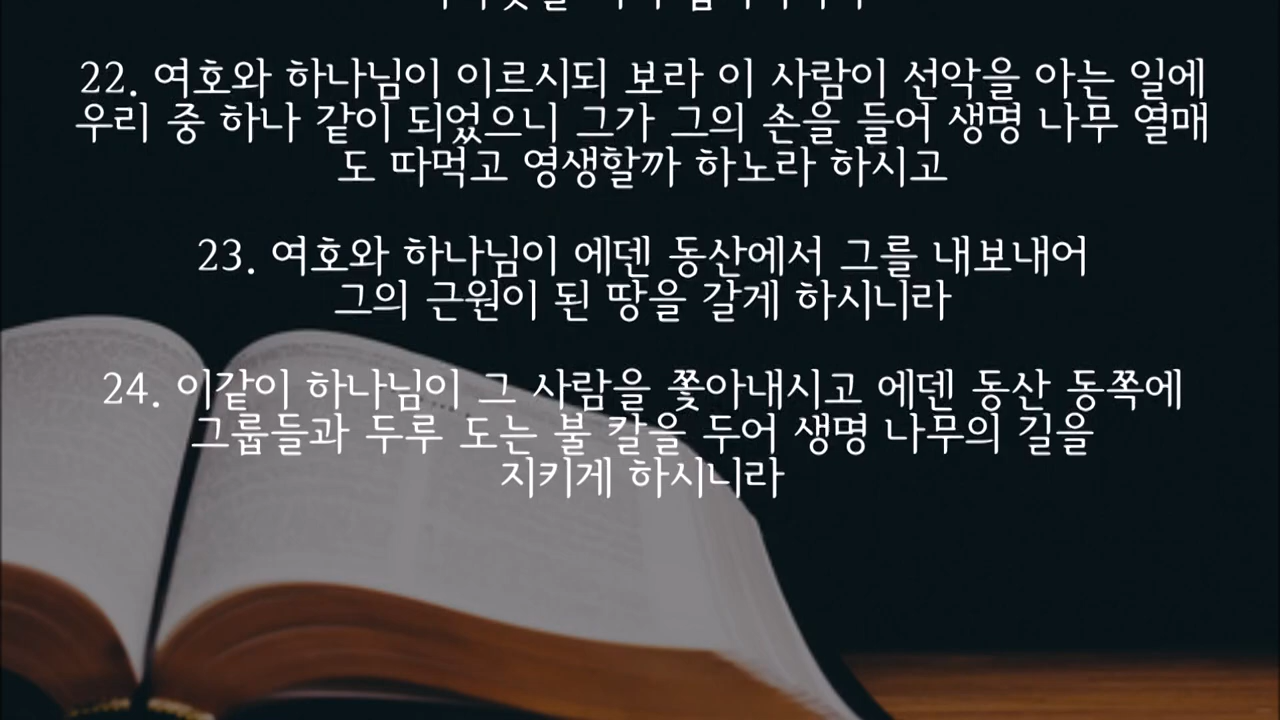 22. 여호와 하나님이 이르시되 보라 이 사람이 선악을 아는 일에
우리 중 하나 같이 되었으니 그가 그의 손을 들어 생명 나무 열매
도 따먹고 영생할까 하노라 하시고
23. 여호와 하나님이 에덴 동산에서 그를 내보내어
그의 근원이 된 땅을 갈게 하시니라
24. 이같이 하나님이 그 사람을 쫓아내시고 에덴 동산 동쪽에
그룹들과 두루 도는 불 칼을 두어 생명 나무의 길을
지키게 하시니라